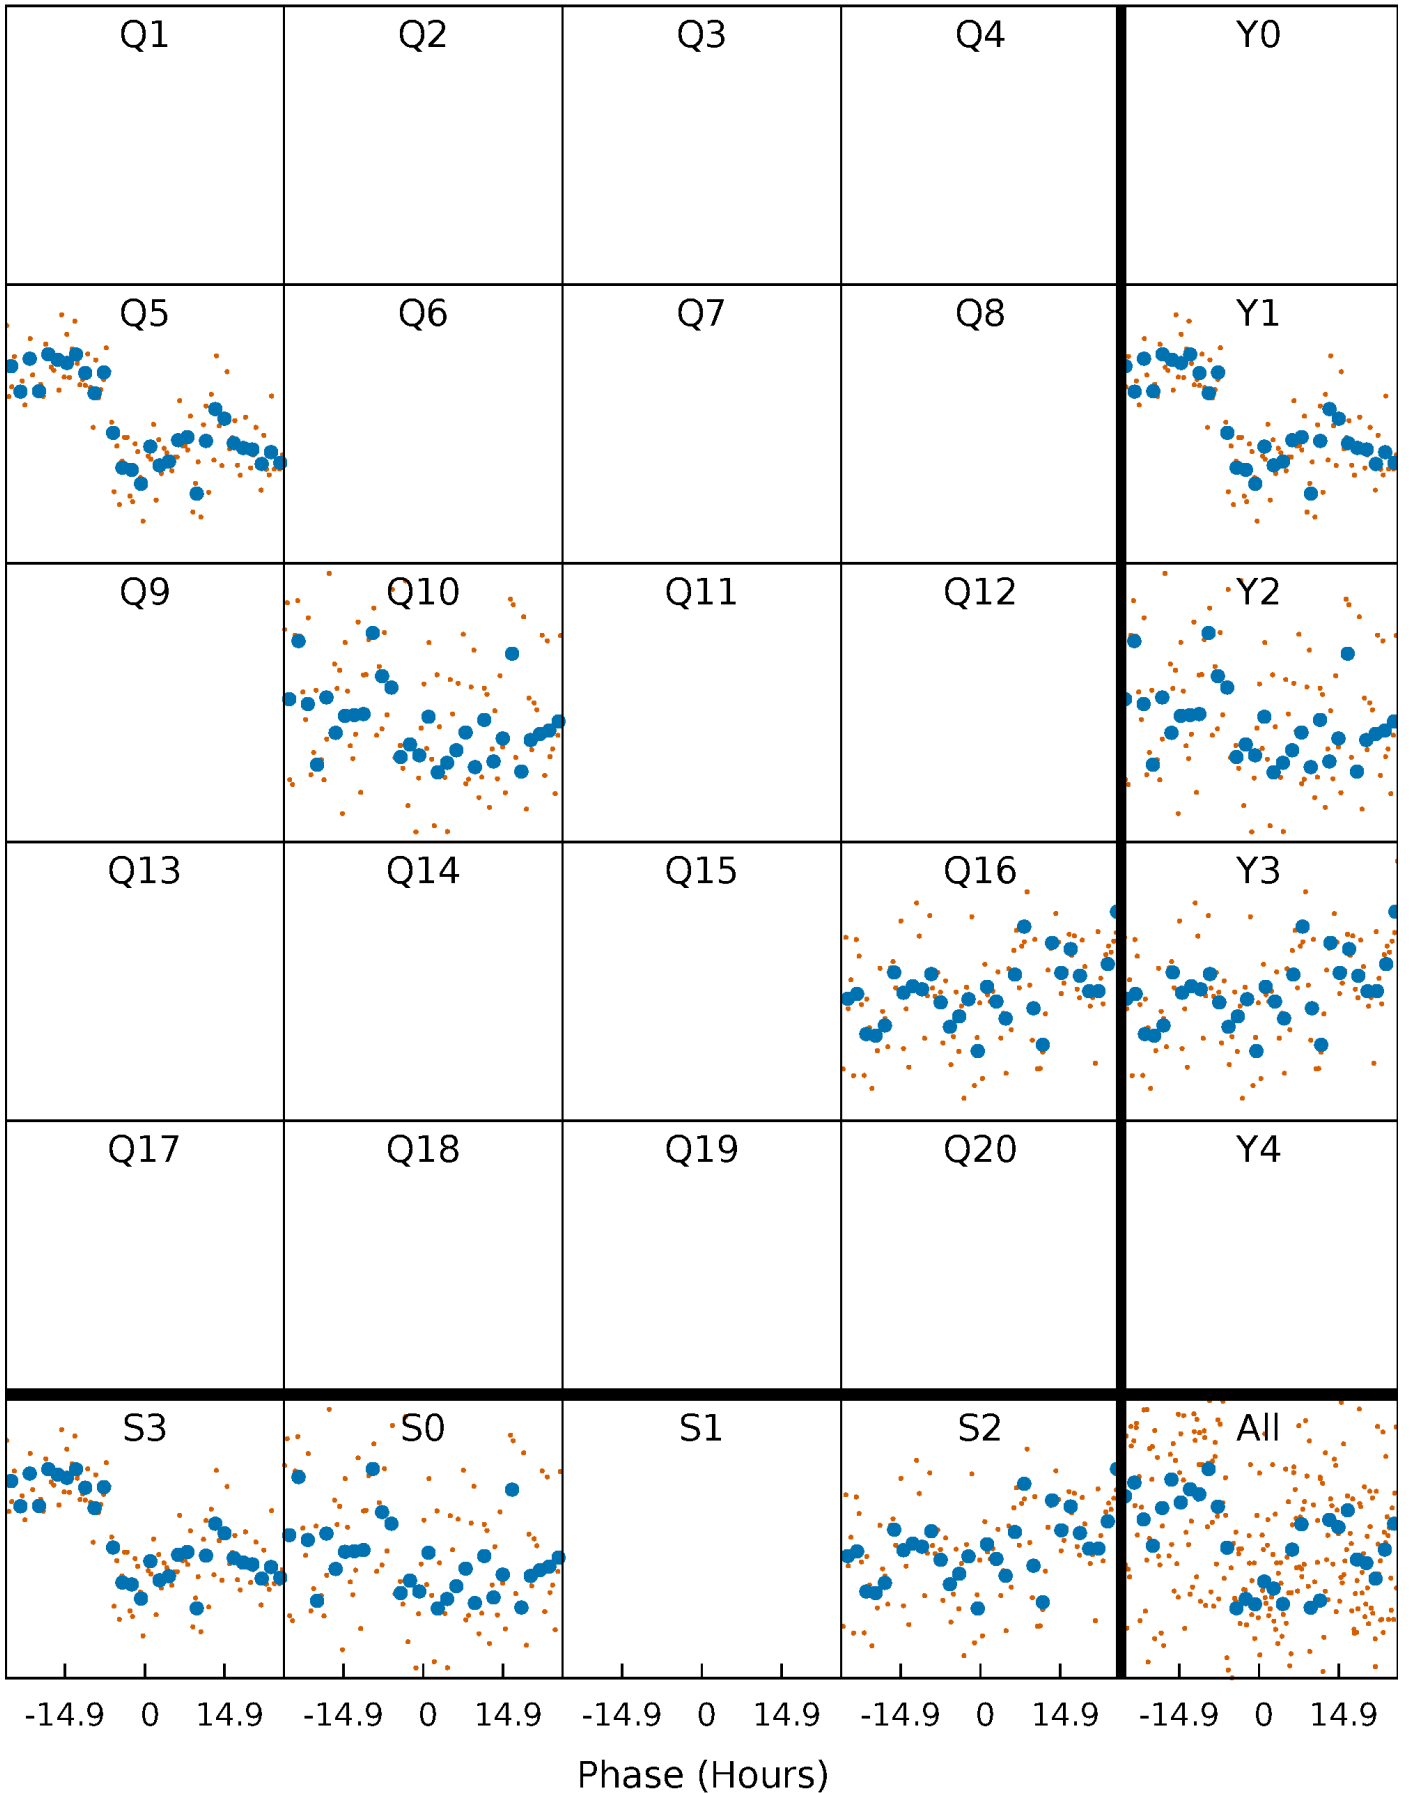 Q1 Q2 Q3 Q4 Y0
Q5 Q6 Q7 Q8 Y1
Q9 Q10 Q11 Q12 Y2
Q13 Q14 Q15 Q16 Y3
Q17 Q18 Q19 Q20 Y4
S3 S0 S1 S2 All
-14.9 0 14.9 -14.9 0 14.9 -14.9 0 14.9 -14.9 0 14.9 -14.9 0 14.9
Phase (Hours)